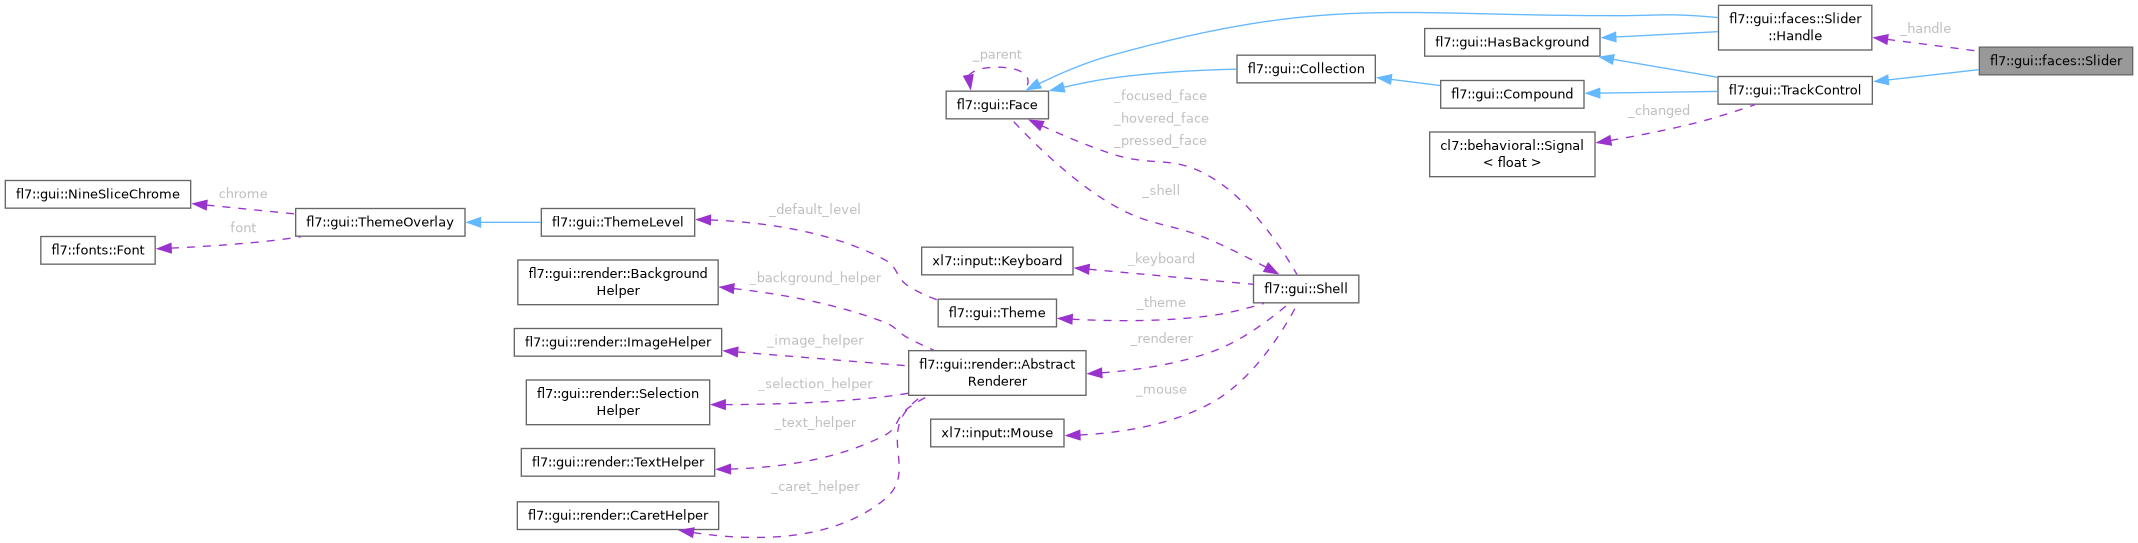 fl7::gui::faces::Slider
::Handle
_handle
fl7::gui::HasBackground
_parent
fl7::gui::faces::Slider
fl7::gui::Collection
fl7::gui::TrackControl
fl7::gui::Compound
_focused_face
_hovered_face
_pressed_face
fl7::gui::Face
_changed
cl7::behavioral::Signal
< float >
_shell
fl7::gui::NineSliceChrome
chrome
_default_level
fl7::gui::ThemeOverlay
fl7::gui::ThemeLevel
font
fl7::fonts::Font
xl7::input::Keyboard
_keyboard
fl7::gui::render::Background
Helper
_background_helper
fl7::gui::Shell
_theme
fl7::gui::Theme
fl7::gui::render::ImageHelper
_image_helper
_renderer
fl7::gui::render::Abstract
Renderer
fl7::gui::render::Selection
Helper
_selection_helper
_mouse
_text_helper
xl7::input::Mouse
fl7::gui::render::TextHelper
_caret_helper
fl7::gui::render::CaretHelper